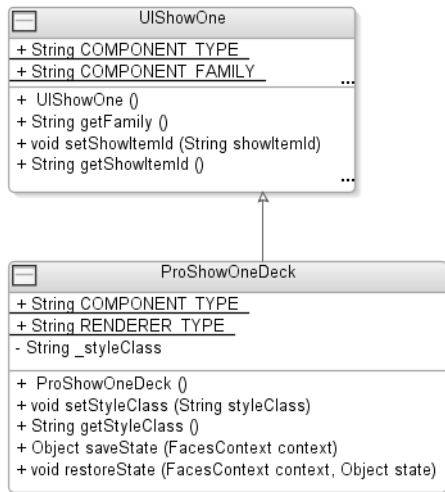 UIShowOne
+ String COMPONENT_TYPE
+ String COMPONENT_FAMILY
...
+ UIShowOne ()
+ String getFamily ()
+ void setShowItemId (String showItemId)
+ String getShowItemId ()
...
ProShowOneDeck
+ String COMPONENT_TYPE
+ String RENDERER_TYPE
- String _styleClass
+ ProShowOneDeck ()
+ void setStyleClass (String styleClass)
+ String getStyleClass ()
+ Object saveState (FacesContext context)
+ void restoreState (FacesContext context, Object state)